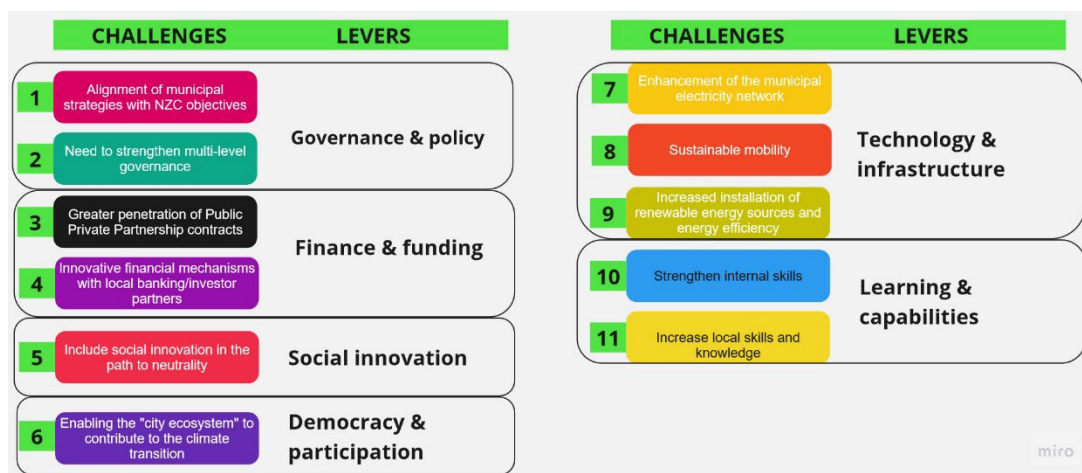 CHALLENGES LEVERS
1
Alignment of municipal
strategies with NZC objectives
2
Need to strengthen multi-level
governance
Governance & policy
3
Greater penetration of Public
Private Partnership contracts
4
Innovative financial mechanisms
with local banking/investor
partners
Finance & funding
5
Include social innovation in the
path to neutrality
Social innovation
6
Enabling the "city ecosystem" to
contribute to the climate
transition
Democracy &
participation
CHALLENGES LEVERS
7
Enhancement of the municipal
electricity network
8
Sustainable mobility
9
Increased installation of
renewable energy sources and
energy efficiency
Technology &
infrastructure
10
Strengthen internal skills
11
Increase local skills and
knowledge
Learning &
capabilities
miro